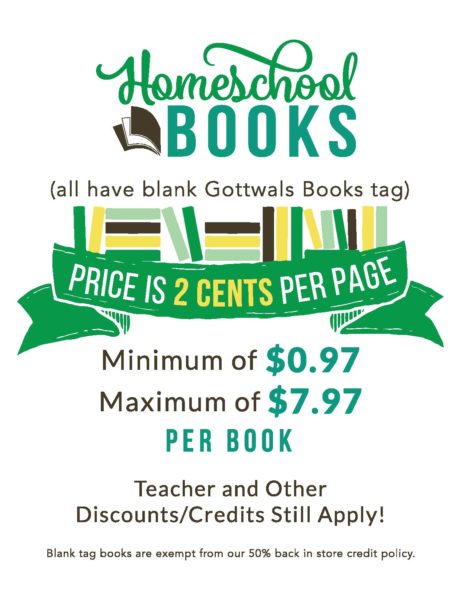 Homeschool
BOOKS
(all have blank Gottwals Books tag)
PRICE IS 2 CENTS PER PAGE
Minimum of $0.97
Maximum of $7.97
PER BOOK
Teacher and Other
Discounts/Credits Still Apply!
Blank tag books are exempt from our 50% back in store credit policy.